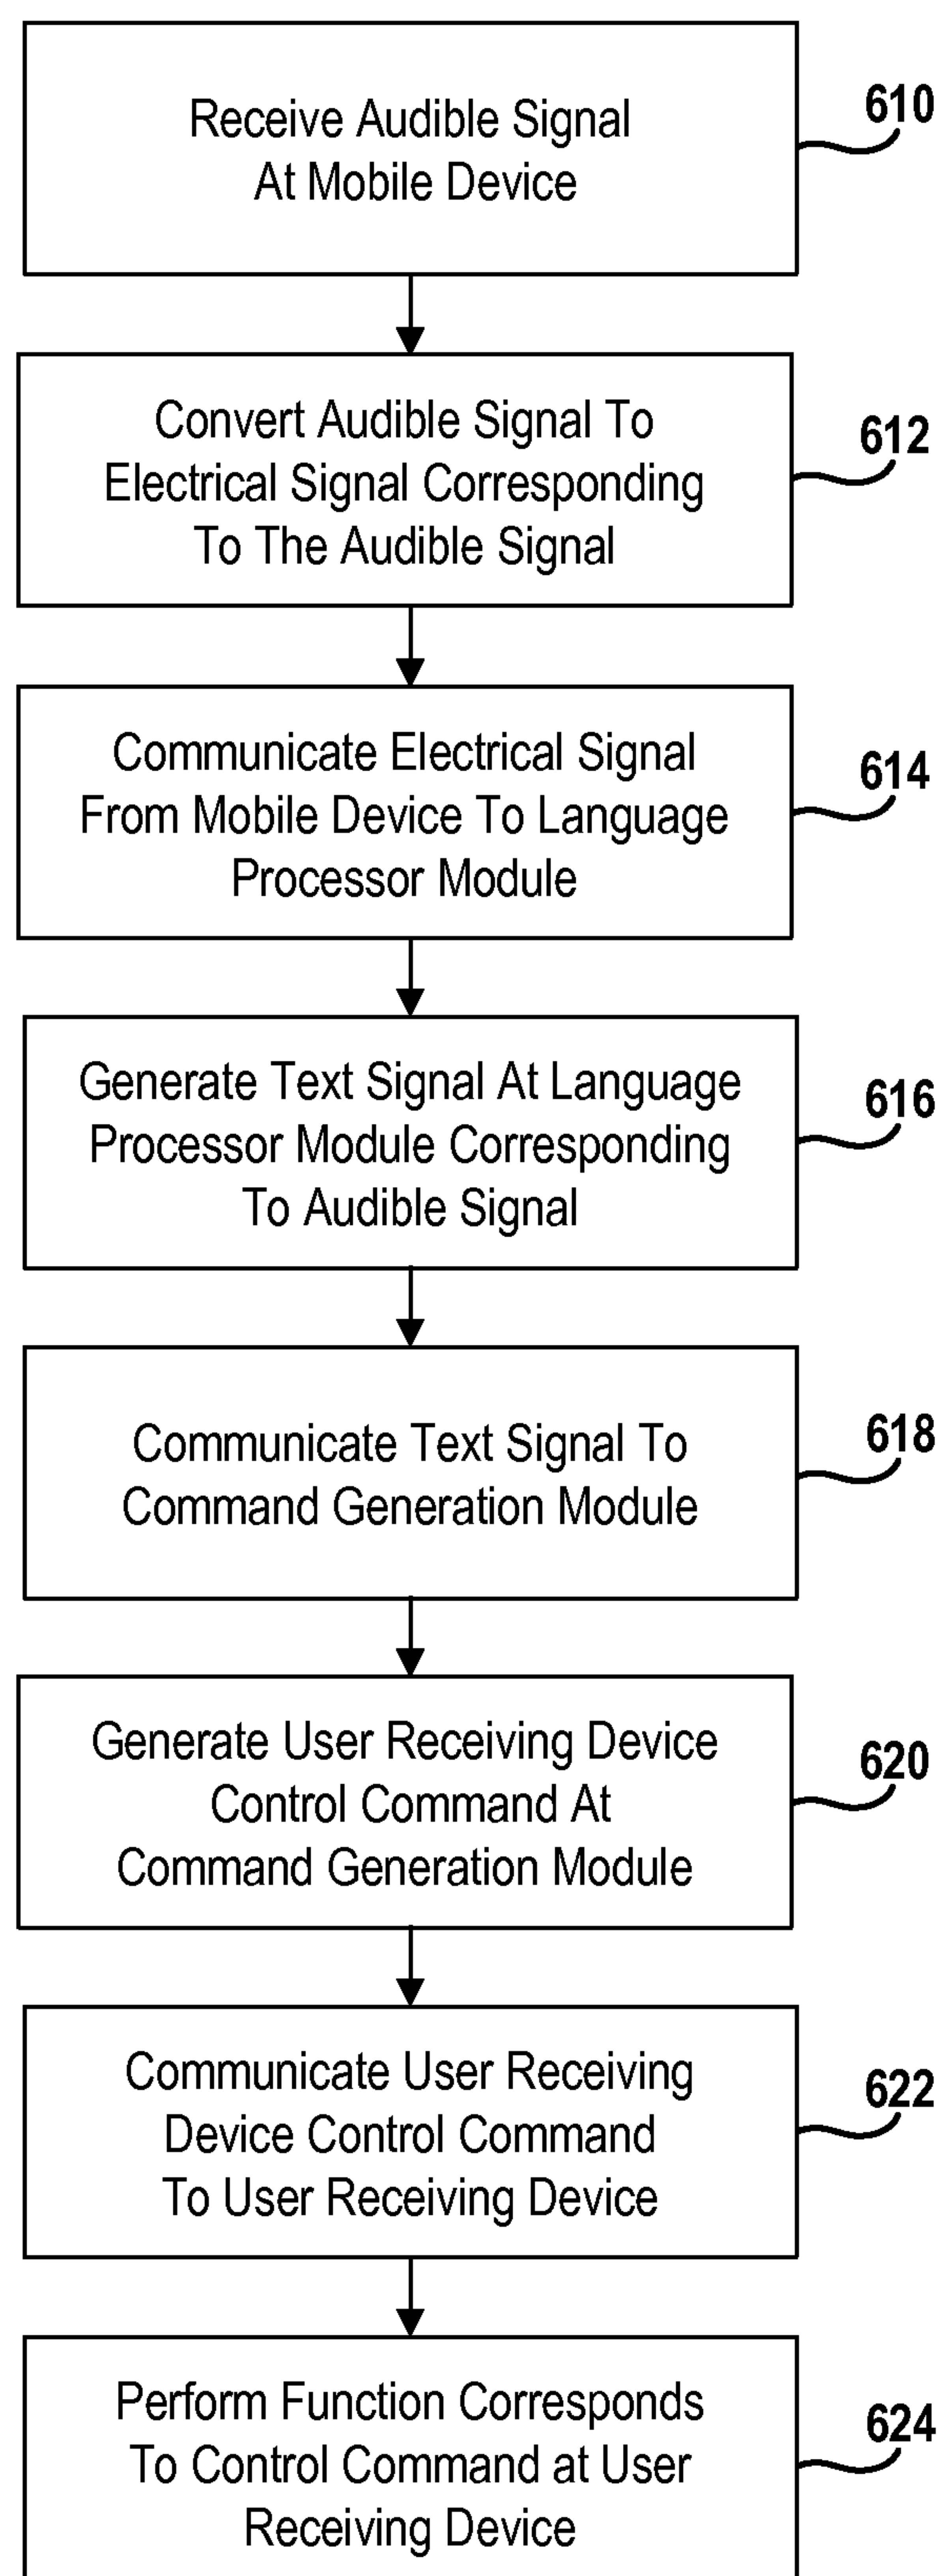 Receive Audible Signal
At Mobile Device
610
Convert Audible Signal To
Electrical Signal Corresponding
To The Audible Signal
612
Communicate Electrical Signal
From Mobile Device To Language
Processor Module
614
Generate Text Signal At Language
Processor Module Corresponding
To Audible Signal
616
Communicate Text Signal To
Command Generation Module
618
Generate User Receiving Device
Control Command At
Command Generation Module
620
Communicate User Receiving
Device Control Command
To User Receiving Device
622
Perform Function Corresponds
To Control Command at User
Receiving Device
624